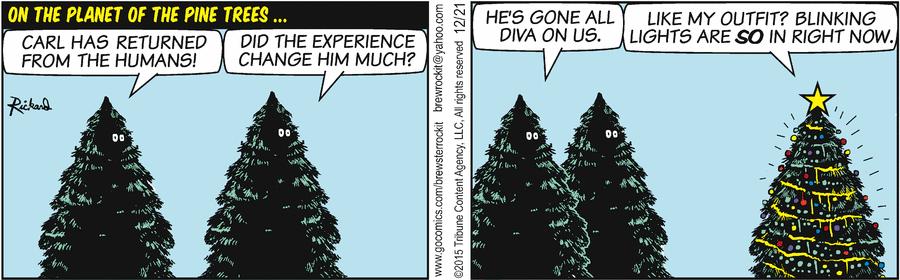 ON THE PLANET OF THE PINE TREES ...
CARL HAS RETURNED
FROM THE HUMANS!
DID THE EXPERIENCE
CHANGE HIM MUCH?
Rickard
www.gocomics.com/brewsterrockit brewrockit@yahoo.com
©2015 Tribune Content Agency, LLC, All rights reserved 12/21
HE'S GONE ALL
DIVA ON US.
LIKE MY OUTFIT? BLINKING
LIGHTS ARE SO IN RIGHT NOW.